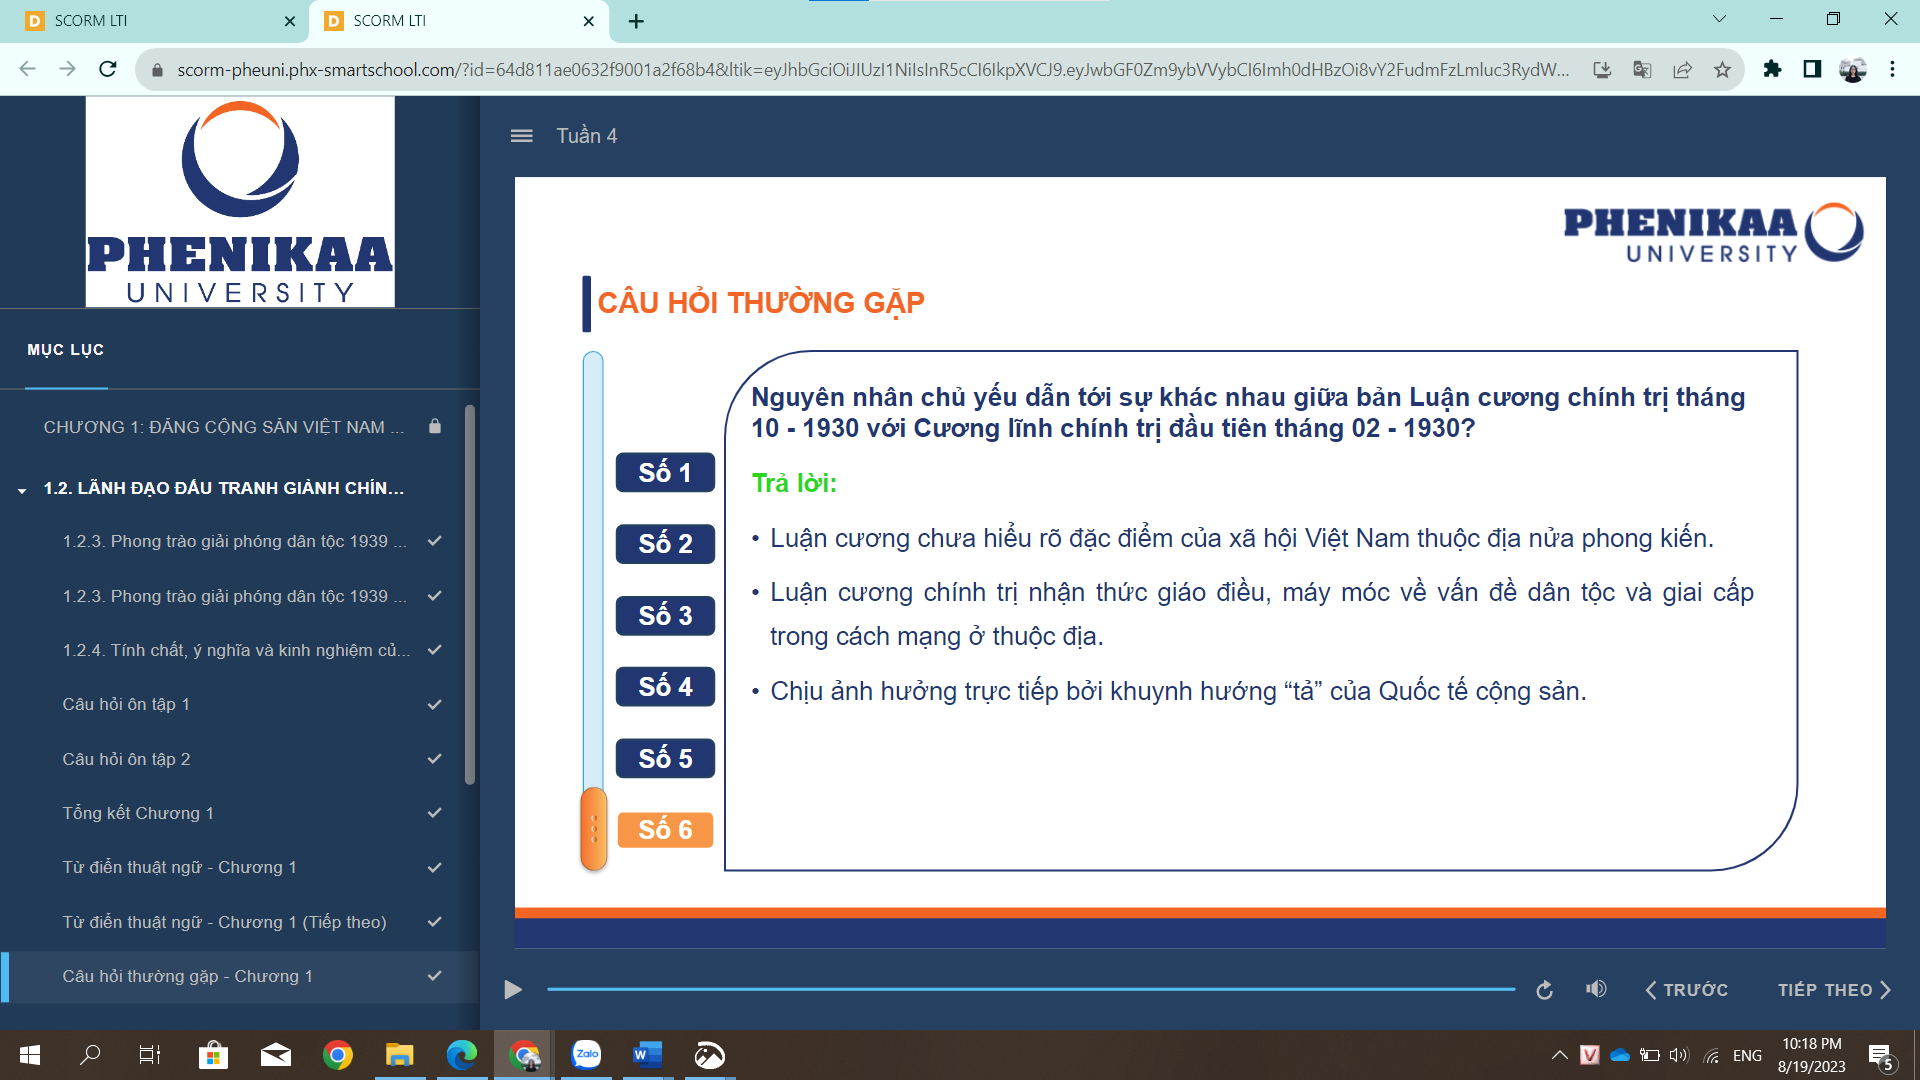 SCORM LTI
SCORM LTI
scorm-pheuni.phx-smartschool.com/?id=64d811ae0632f9001a2f68b4&ltik=eyJhbGciOiJIUzI1NiIsInR5cCI6IkpXVCJ9.eyJwbGF0Zm9ybVVybCI6Imh0dHBzOi8vY2FudmFzLmluc3RydW...
PHENIKAA
UNIVERSITY
MỤC LỤC
CHƯƠNG 1: ĐẢNG CỘNG SẢN VIỆT NAM ...
1.2. LÃNH ĐẠO ĐẤU TRANH GIÀNH CHÍN...
1.2.3. Phong trào giải phóng dân tộc 1939 ...
1.2.3. Phong trào giải phóng dân tộc 1939 ...
1.2.4. Tính chất, ý nghĩa và kinh nghiệm củ...
Câu hỏi ôn tập 1
Câu hỏi ôn tập 2
Tổng kết Chương 1
Từ điển thuật ngữ - Chương 1
Từ điển thuật ngữ - Chương 1 (Tiếp theo)
Câu hỏi thường gặp - Chương 1
Tuần 4
PHENIKAA
UNIVERSITY
CÂU HỎI THƯỜNG GẶP
Số 1
Số 2
Số 3
Số 4
Số 5
Số 6
Nguyên nhân chủ yếu dẫn tới sự khác nhau giữa bản Luận cương chính trị tháng
10 - 1930 với Cương lĩnh chính trị đầu tiên tháng 02 - 1930?
Trả lời:
• Luận cương chưa hiểu rõ đặc điểm của xã hội Việt Nam thuộc địa nửa phong kiến.
• Luận cương chính trị nhận thức giáo điều, máy móc về vấn đề dân tộc và giai cấp
trong cách mạng ở thuộc địa.
• Chịu ảnh hưởng trực tiếp bởi khuynh hướng “tả” của Quốc tế cộng sản.
TRƯỚC
TIẾP THEO
Zalo
ENG
10:18 PM
8/19/2023
5